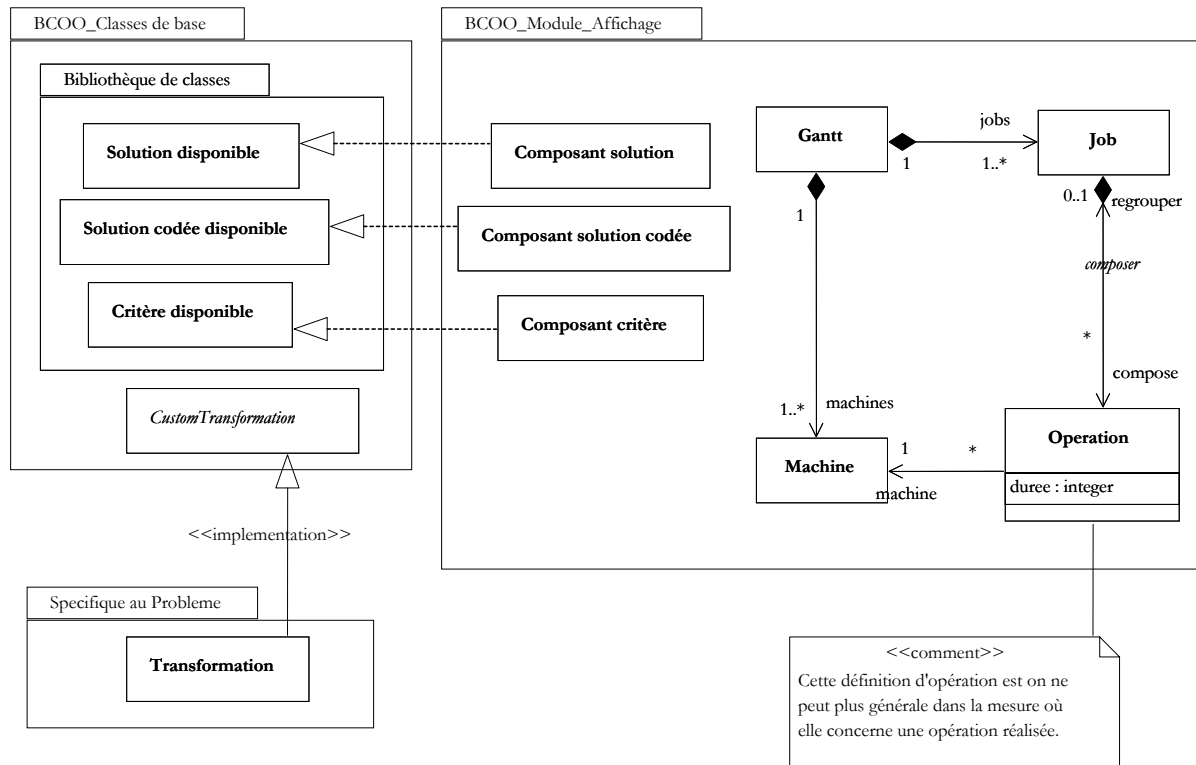 BCOO_Classes de base
BCOO_Module_Affichage
Bibliothèque de classes
Solution disponible
Composant solution
Solution codée disponible
Composant solution codée
Critère disponible
Composant critère
CustomTransformation
<<implementation>>
Specifique au Probleme
Transformation
Gantt
jobs
1
1..*
Job
0..1
regrouper
composer
*
compose
1
1..*
machines
Machine
1
*
machine
Operation
duree : integer
<<comment>>
Cette définition d'opération est on ne
peut plus générale dans la mesure où
elle concerne une opération réalisée.